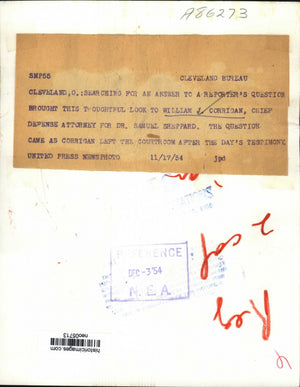 A86273
SMP55 CLEVELAND BUREAU
CLEVELAND,O.:SEARCHING FOR AN ANSWER TO A REPORTER'S QUESTION
BROUGHT THIS THOUGHTFUL LOOK TO WILLIAM J. CORRIGAN, CHIEF
DEFENSE ATTORNEY FOR DR. SAMUEL SHEPPARD. THE QUESTION
CAME AS CORRIGAN LEFT THE COURTROOM AFTER THE DAY'S TESTIMONY.
UNITED PRESS NEWSPHOTO 11/17/54 jpd
REFERENCE
DEC -3 '54
N.E.A.
historicimages.com
neo05713